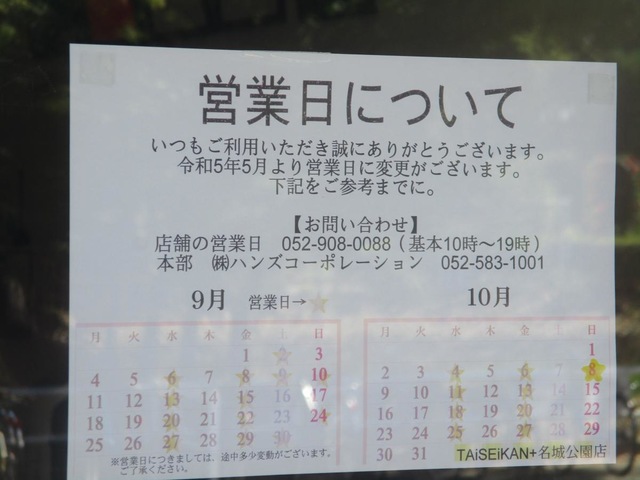 営業日について
いつもご利用いただき誠にありがとうございます。
令和5年5月より営業日に変更がございます。
下記をご参考までに。
【お問い合わせ】
店舗の営業日 052-908-0088(基本10時～19時)
本部 ㈱ハンズコーポレーション 052-583-1001
9月 営業日→
月 火 水 木 金 土 日
1 2 3
4 5 6 7 8 9 10
11 12 13 14 15 16 17
18 19 20 21 22 23 24
25 26 27 28 29 30
※営業日につきましては、途中多少変動がございます。
ご了承ください。
10月
月 火 水 木 金 土 日
1
2 3 4 5 6 7 8
9 10 11 12 13 14 15
16 17 18 19 20 21 22
23 24 25 26 27 28 29
30 31
TAiSEiKAN+名城公園店